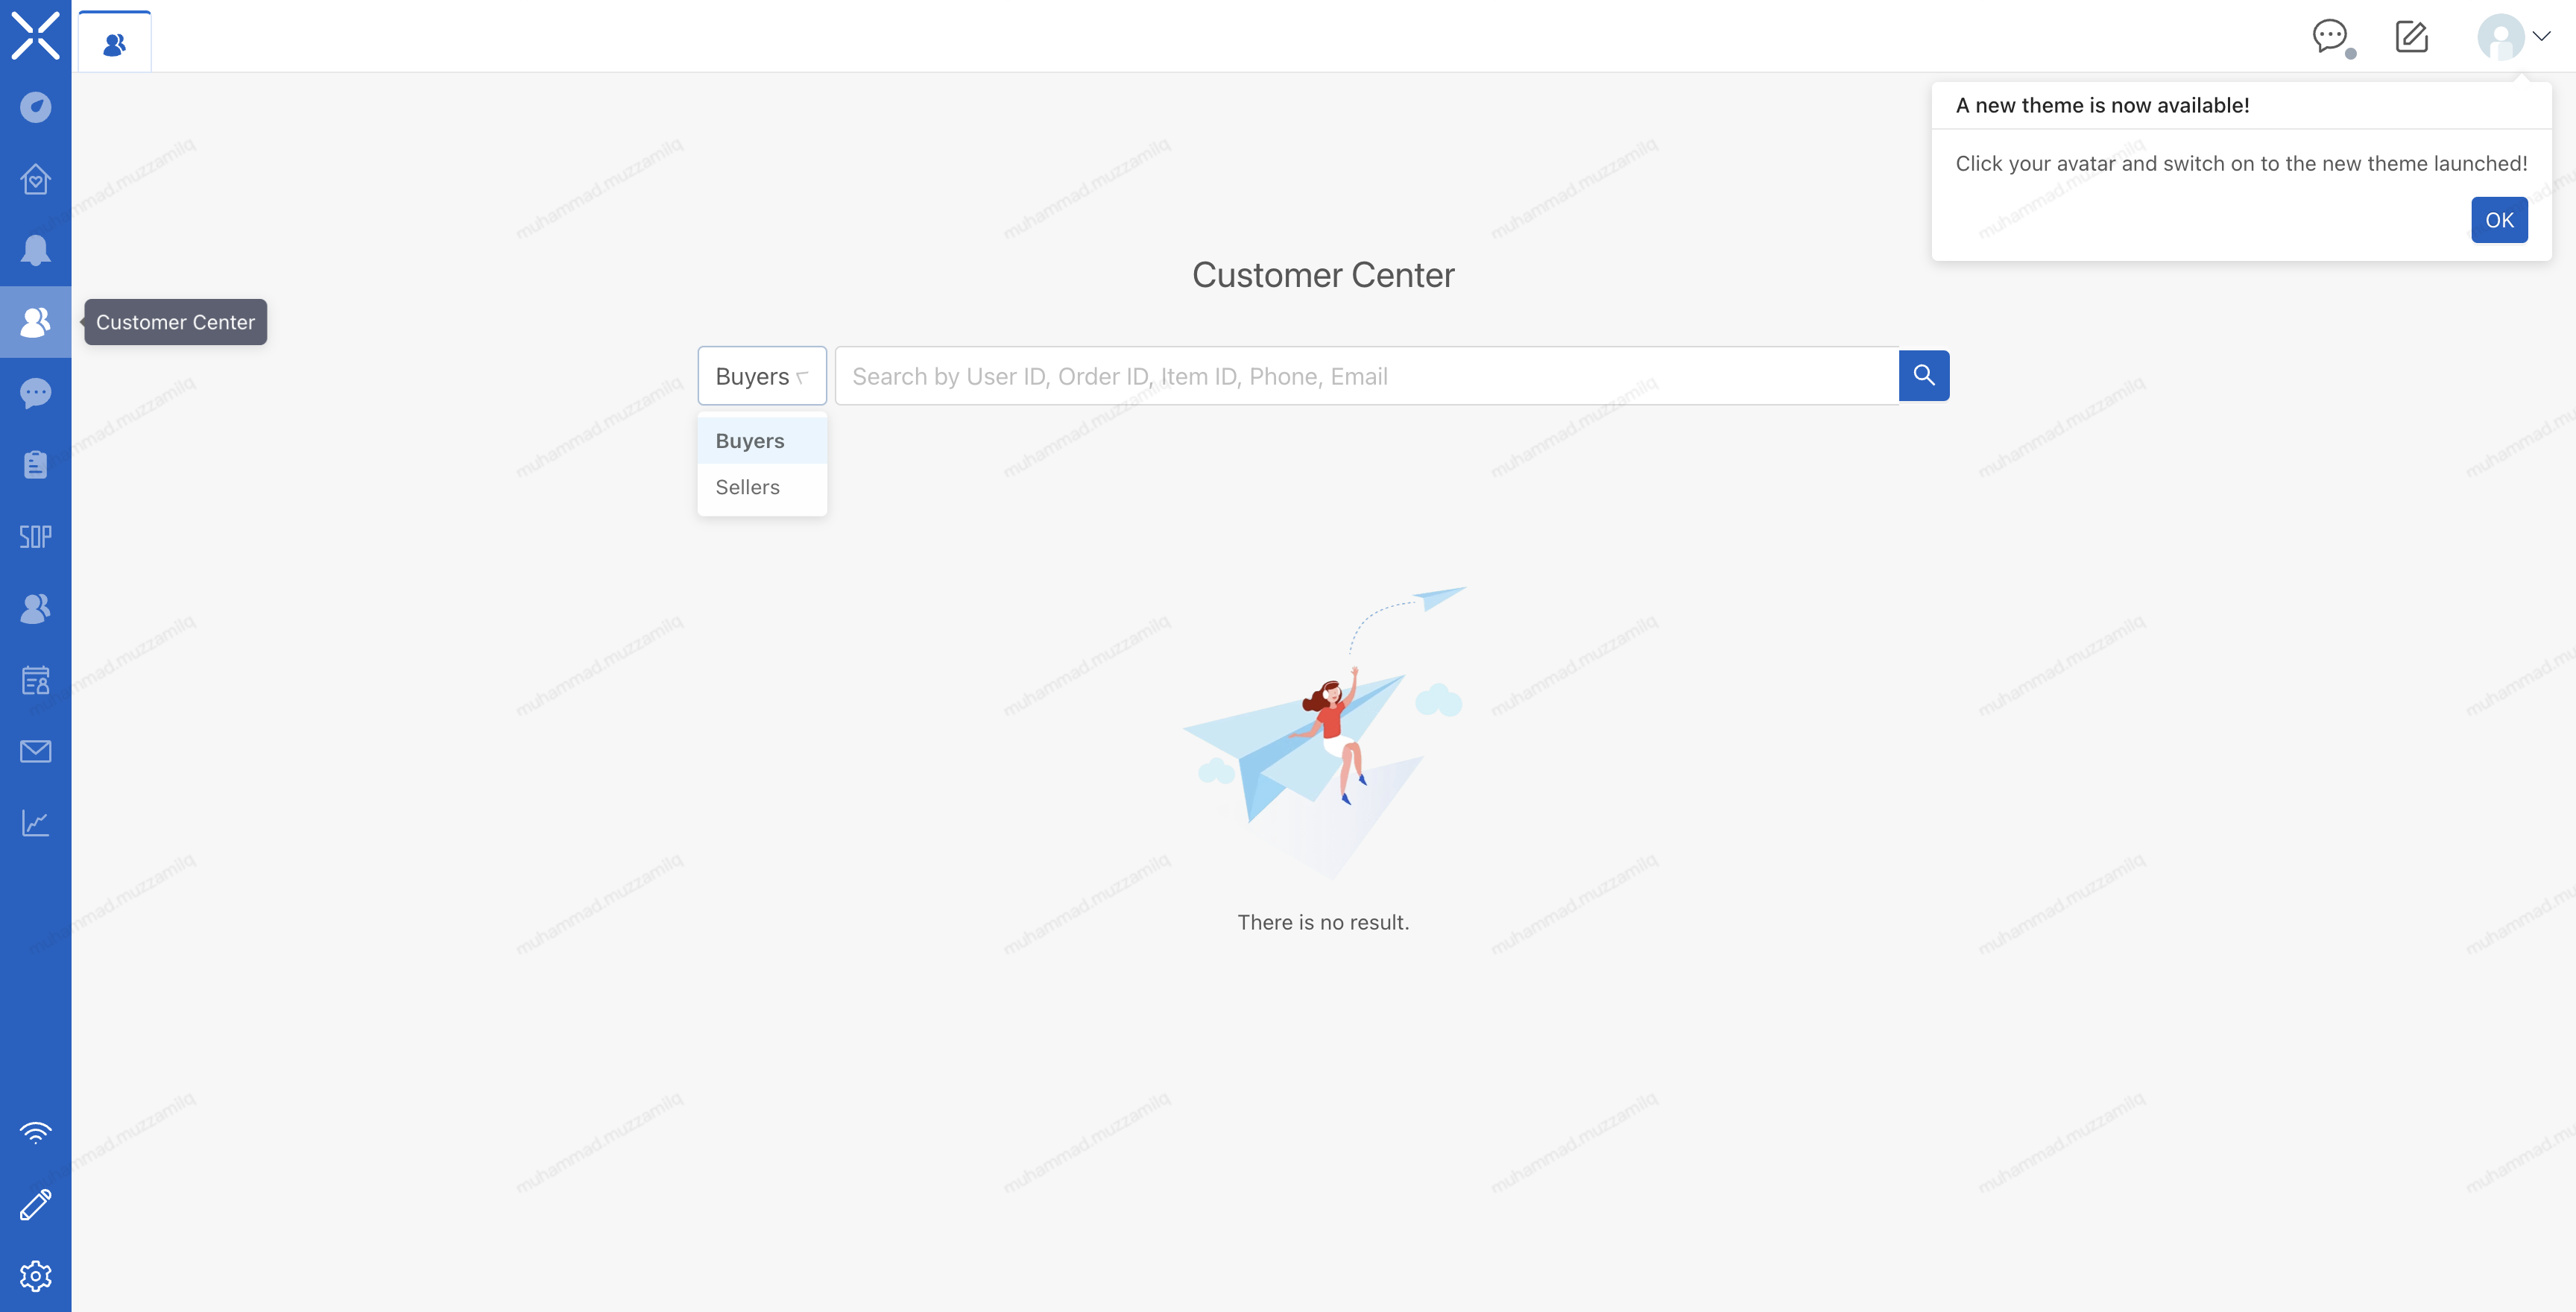 A new theme is now available!
Click your avatar and switch on to the new theme launched!
OK
Customer Center
Customer Center
Buyers
Search by User ID, Order ID, Item ID, Phone, Email
Buyers
Sellers
SOP
There is no result.
muhammad.muzzamilq